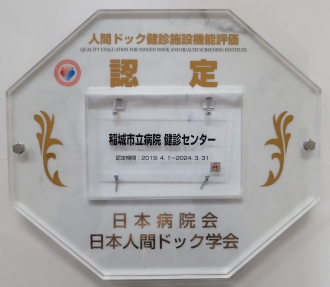 人間ドック健診施設機能評価
QUALITY EVALUATION FOR NINGEN DOCK AND HEALTH SCREENING INSTITUTE
認定
稲城市立病院 健診センター
認定期間：2019. 4. 1～2024. 3. 31
日本病院会
日本人間ドック学会